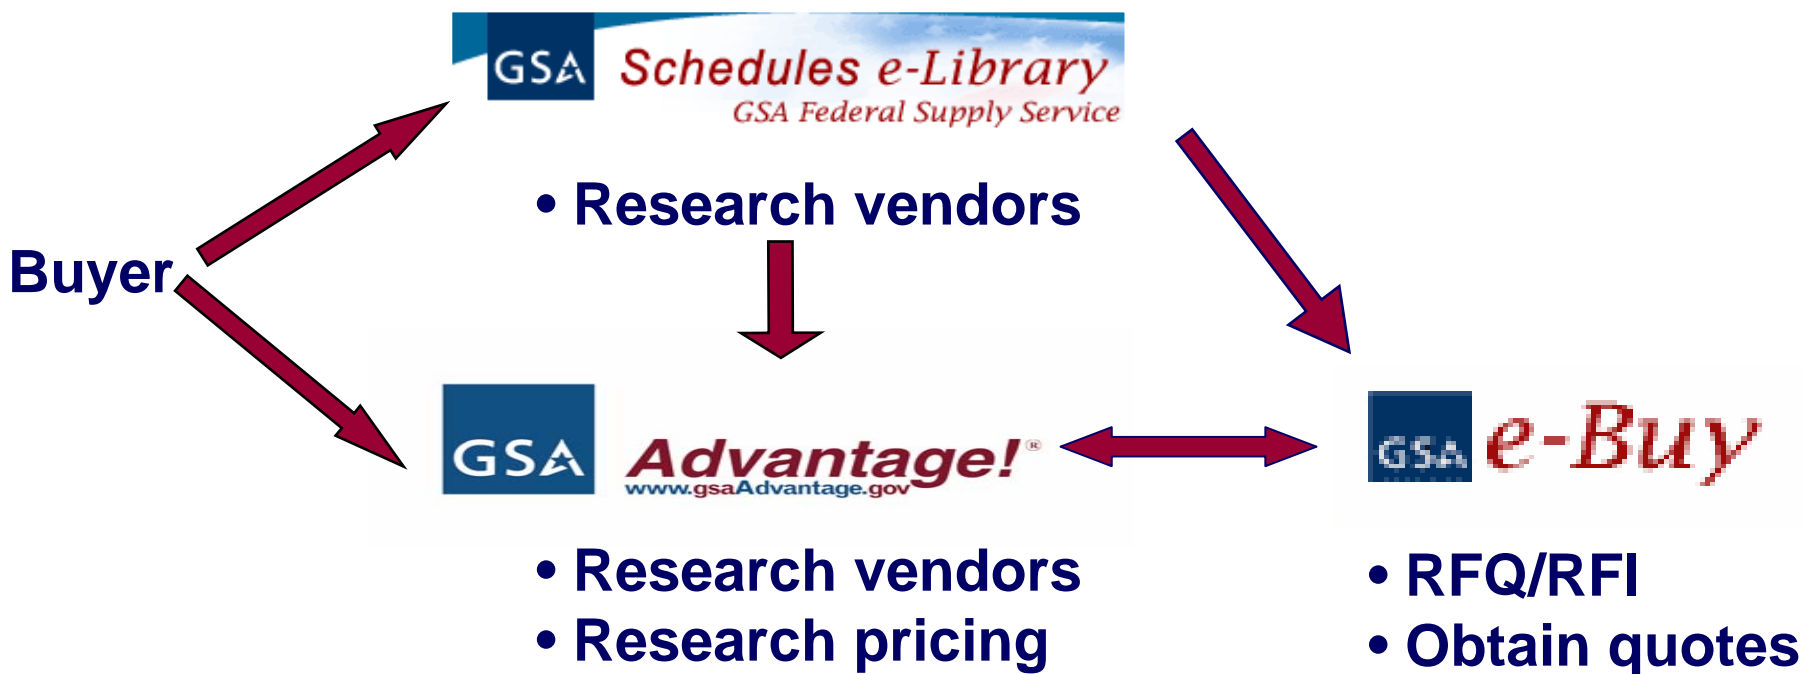 GSA Schedules e-Library
GSA Federal Supply Service
• Research vendors
Buyer
GSA Advantage!®
www.gsaAdvantage.gov
GSA e-Buy
• Research vendors
• Research pricing
• RFQ/RFI
• Obtain quotes